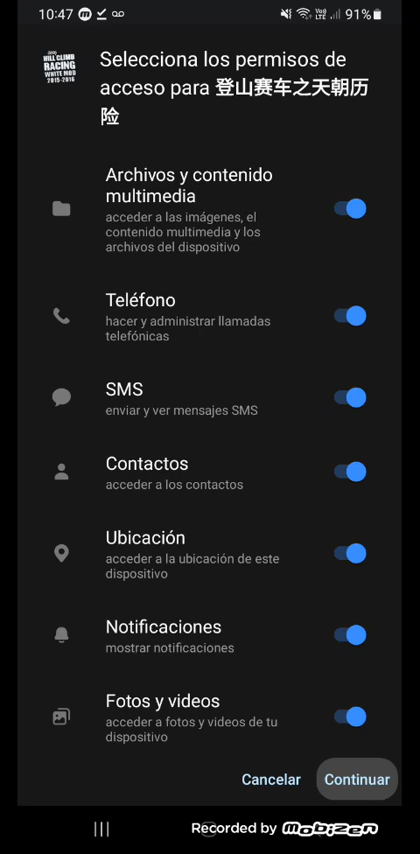 10:47
91%
HILL CLIMB
RACING
WHITE MOD
2015-2016
Selecciona los permisos de
acceso para 登山赛车之天朝历
险
Archivos y contenido
multimedia
acceder a las imágenes, el
contenido multimedia y los
archivos del dispositivo
Teléfono
hacer y administrar llamadas
telefónicas
SMS
enviar y ver mensajes SMS
Contactos
acceder a los contactos
Ubicación
acceder a la ubicación de este
dispositivo
Notificaciones
mostrar notificaciones
Fotos y videos
acceder a fotos y videos de tu
dispositivo
Cancelar Continuar
Recorded by Mobizen